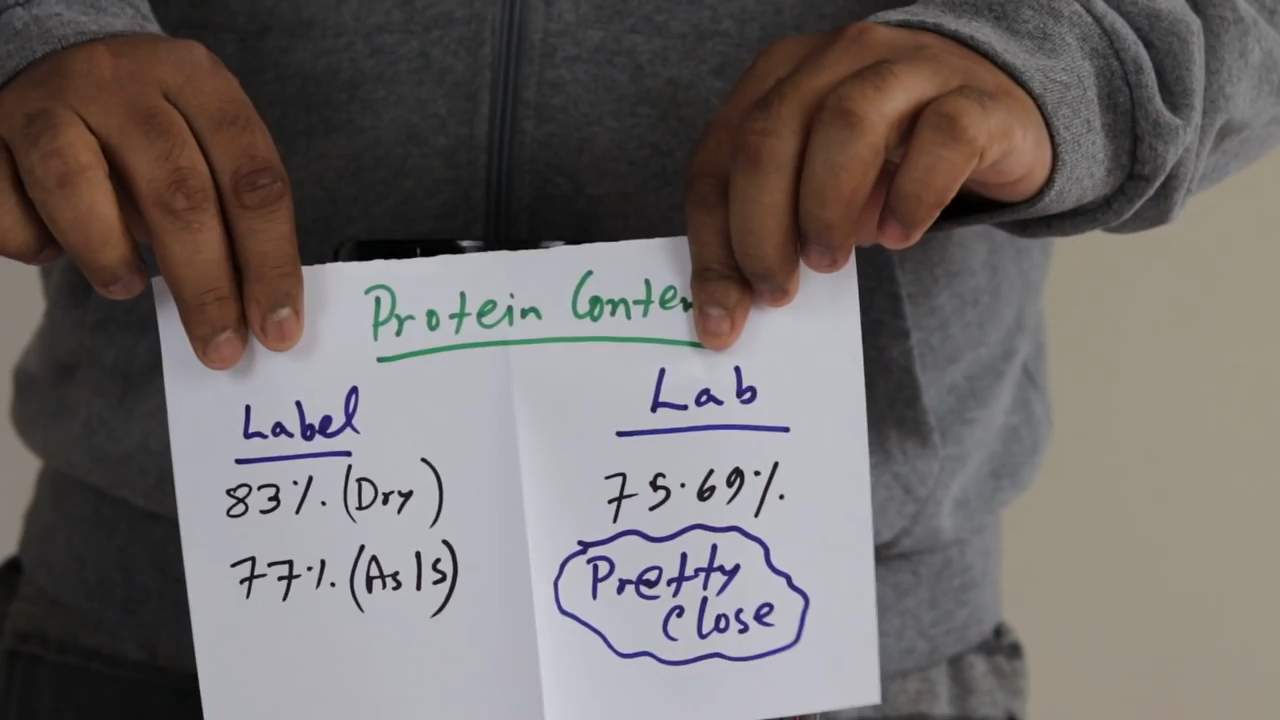 Protein Conten
Label
83% (Dry)
77% (As Is)
Lab
75.69%
Pretty
Close